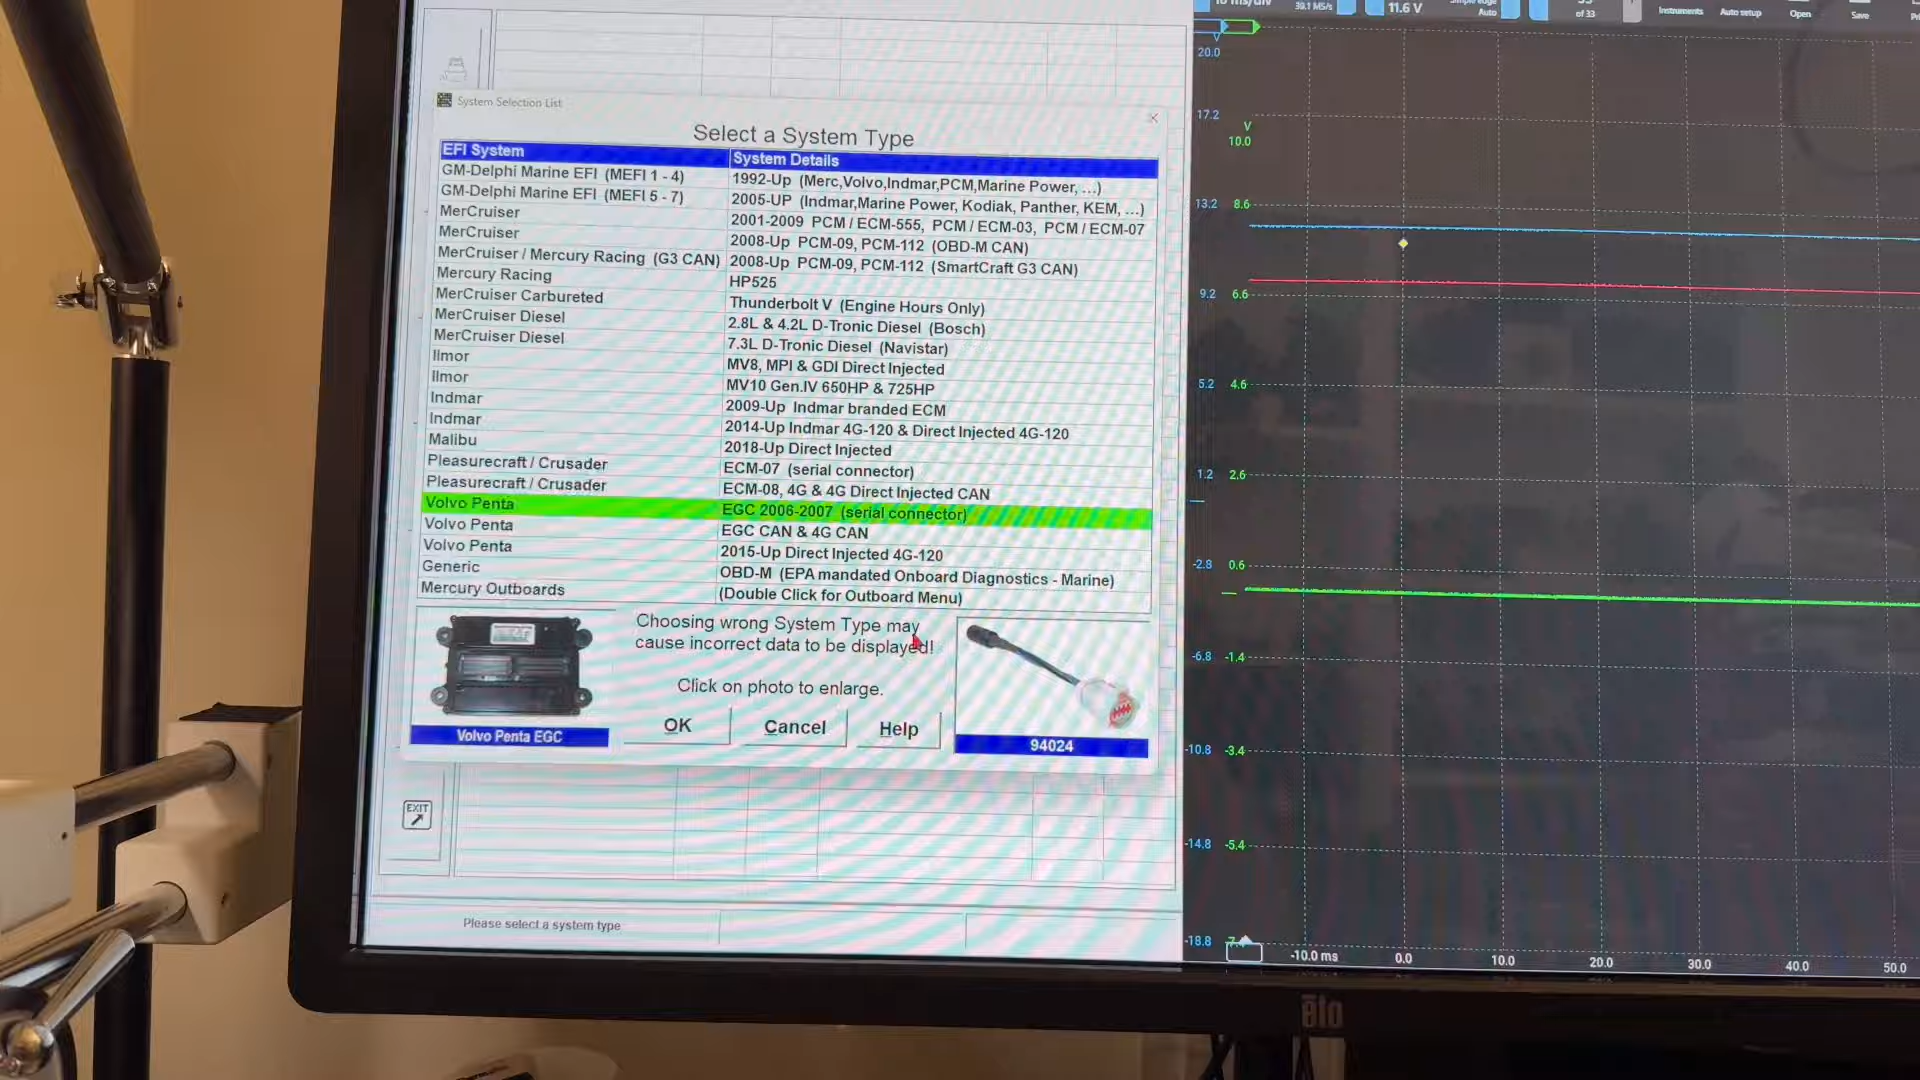 System Selection List
Select a System Type
EFI System System Details
GM-Delphi Marine EFI (MEFI 1 - 4) 1992-Up (Merc,Volvo,Indmar,PCM,Marine Power, ...)
GM-Delphi Marine EFI (MEFI 5 - 7) 2005-UP (Indmar,Marine Power, Kodiak, Panther, KEM, ...)
MerCruiser 2001-2009 PCM / ECM-555, PCM / ECM-03, PCM / ECM-07
MerCruiser 2008-Up PCM-09, PCM-112 (OBD-M CAN)
MerCruiser / Mercury Racing (G3 CAN) 2008-Up PCM-09, PCM-112 (SmartCraft G3 CAN)
Mercury Racing HP525
MerCruiser Carbureted Thunderbolt V (Engine Hours Only)
MerCruiser Diesel 2.8L & 4.2L D-Tronic Diesel (Bosch)
MerCruiser Diesel 7.3L D-Tronic Diesel (Navistar)
Ilmor MV8, MPI & GDI Direct Injected
Ilmor MV10 Gen.IV 650HP & 725HP
Indmar 2009-Up Indmar branded ECM
Indmar 2014-Up Indmar 4G-120 & Direct Injected 4G-120
Malibu 2018-Up Direct Injected
Pleasurecraft / Crusader ECM-07 (serial connector)
Pleasurecraft / Crusader ECM-08, 4G & 4G Direct Injected CAN
Volvo Penta EGC 2006-2007 (serial connector)
Volvo Penta EGC CAN & 4G CAN
Volvo Penta 2015-Up Direct Injected 4G-120
Generic OBD-M (EPA mandated Onboard Diagnostics - Marine)
Mercury Outboards (Double Click for Outboard Menu)
Choosing wrong System Type may
cause incorrect data to be displayed!
Click on photo to enlarge.
OK Cancel Help
Volvo Penta EGC
94024
EXIT
Please select a system type
39.1 MS/s
11.6 V
Auto
of 33
Instruments
Auto setup
Open
Save
V
20.0
17.2
V
10.0
13.2 8.6
9.2 6.6
5.2 4.6
1.2 2.6
-2.8 0.6
-6.8 -1.4
-10.8 -3.4
-14.8 -5.4
-18.8
-10.0 ms 0.0 10.0 20.0 30.0 40.0 50.0
elo